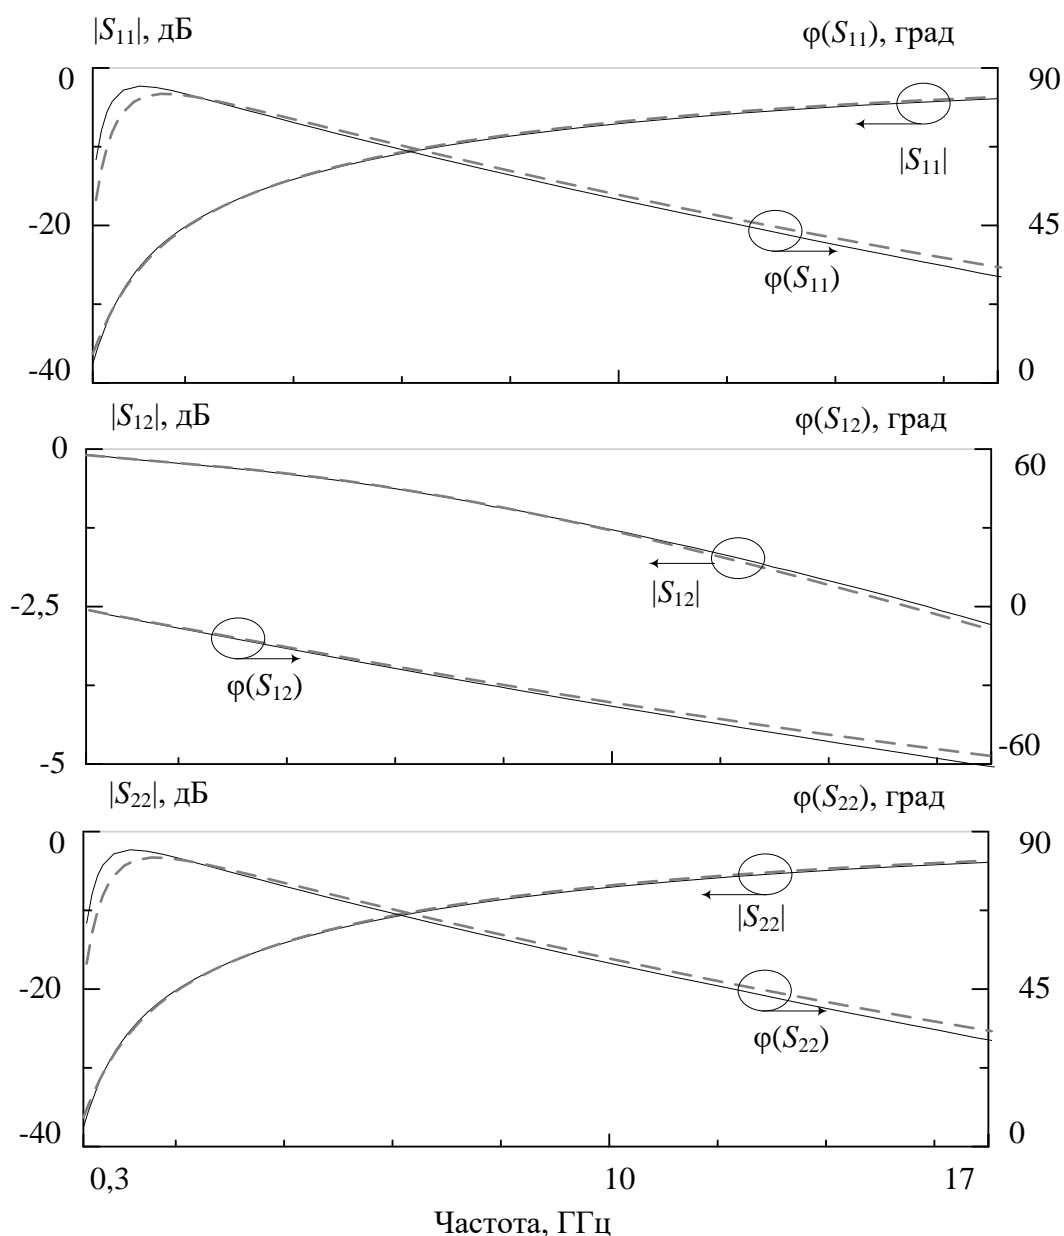 |S11|, дБ φ(S11), град
0 90
|S11|
-20 45
φ(S11)
-40 0
|S12|, дБ φ(S12), град
0 60
|S12|
-2,5 0
φ(S12)
-5 -60
|S22|, дБ φ(S22), град
0 90
|S22|
-20 45
φ(S22)
-40 0
0,3 10 17
Частота, ГГц